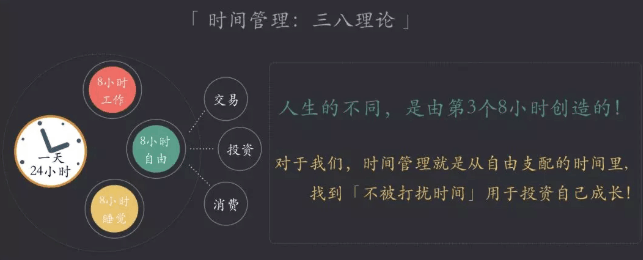 「时间管理：三八理论」
8小时
工作
一天
24小时
8小时
自由
8小时
睡觉
交易
投资
消费
人生的不同，是由第3个8小时创造的！
对于我们，时间管理就是从自由支配的时间里，
找到「不被打扰时间」用于投资自己成长！